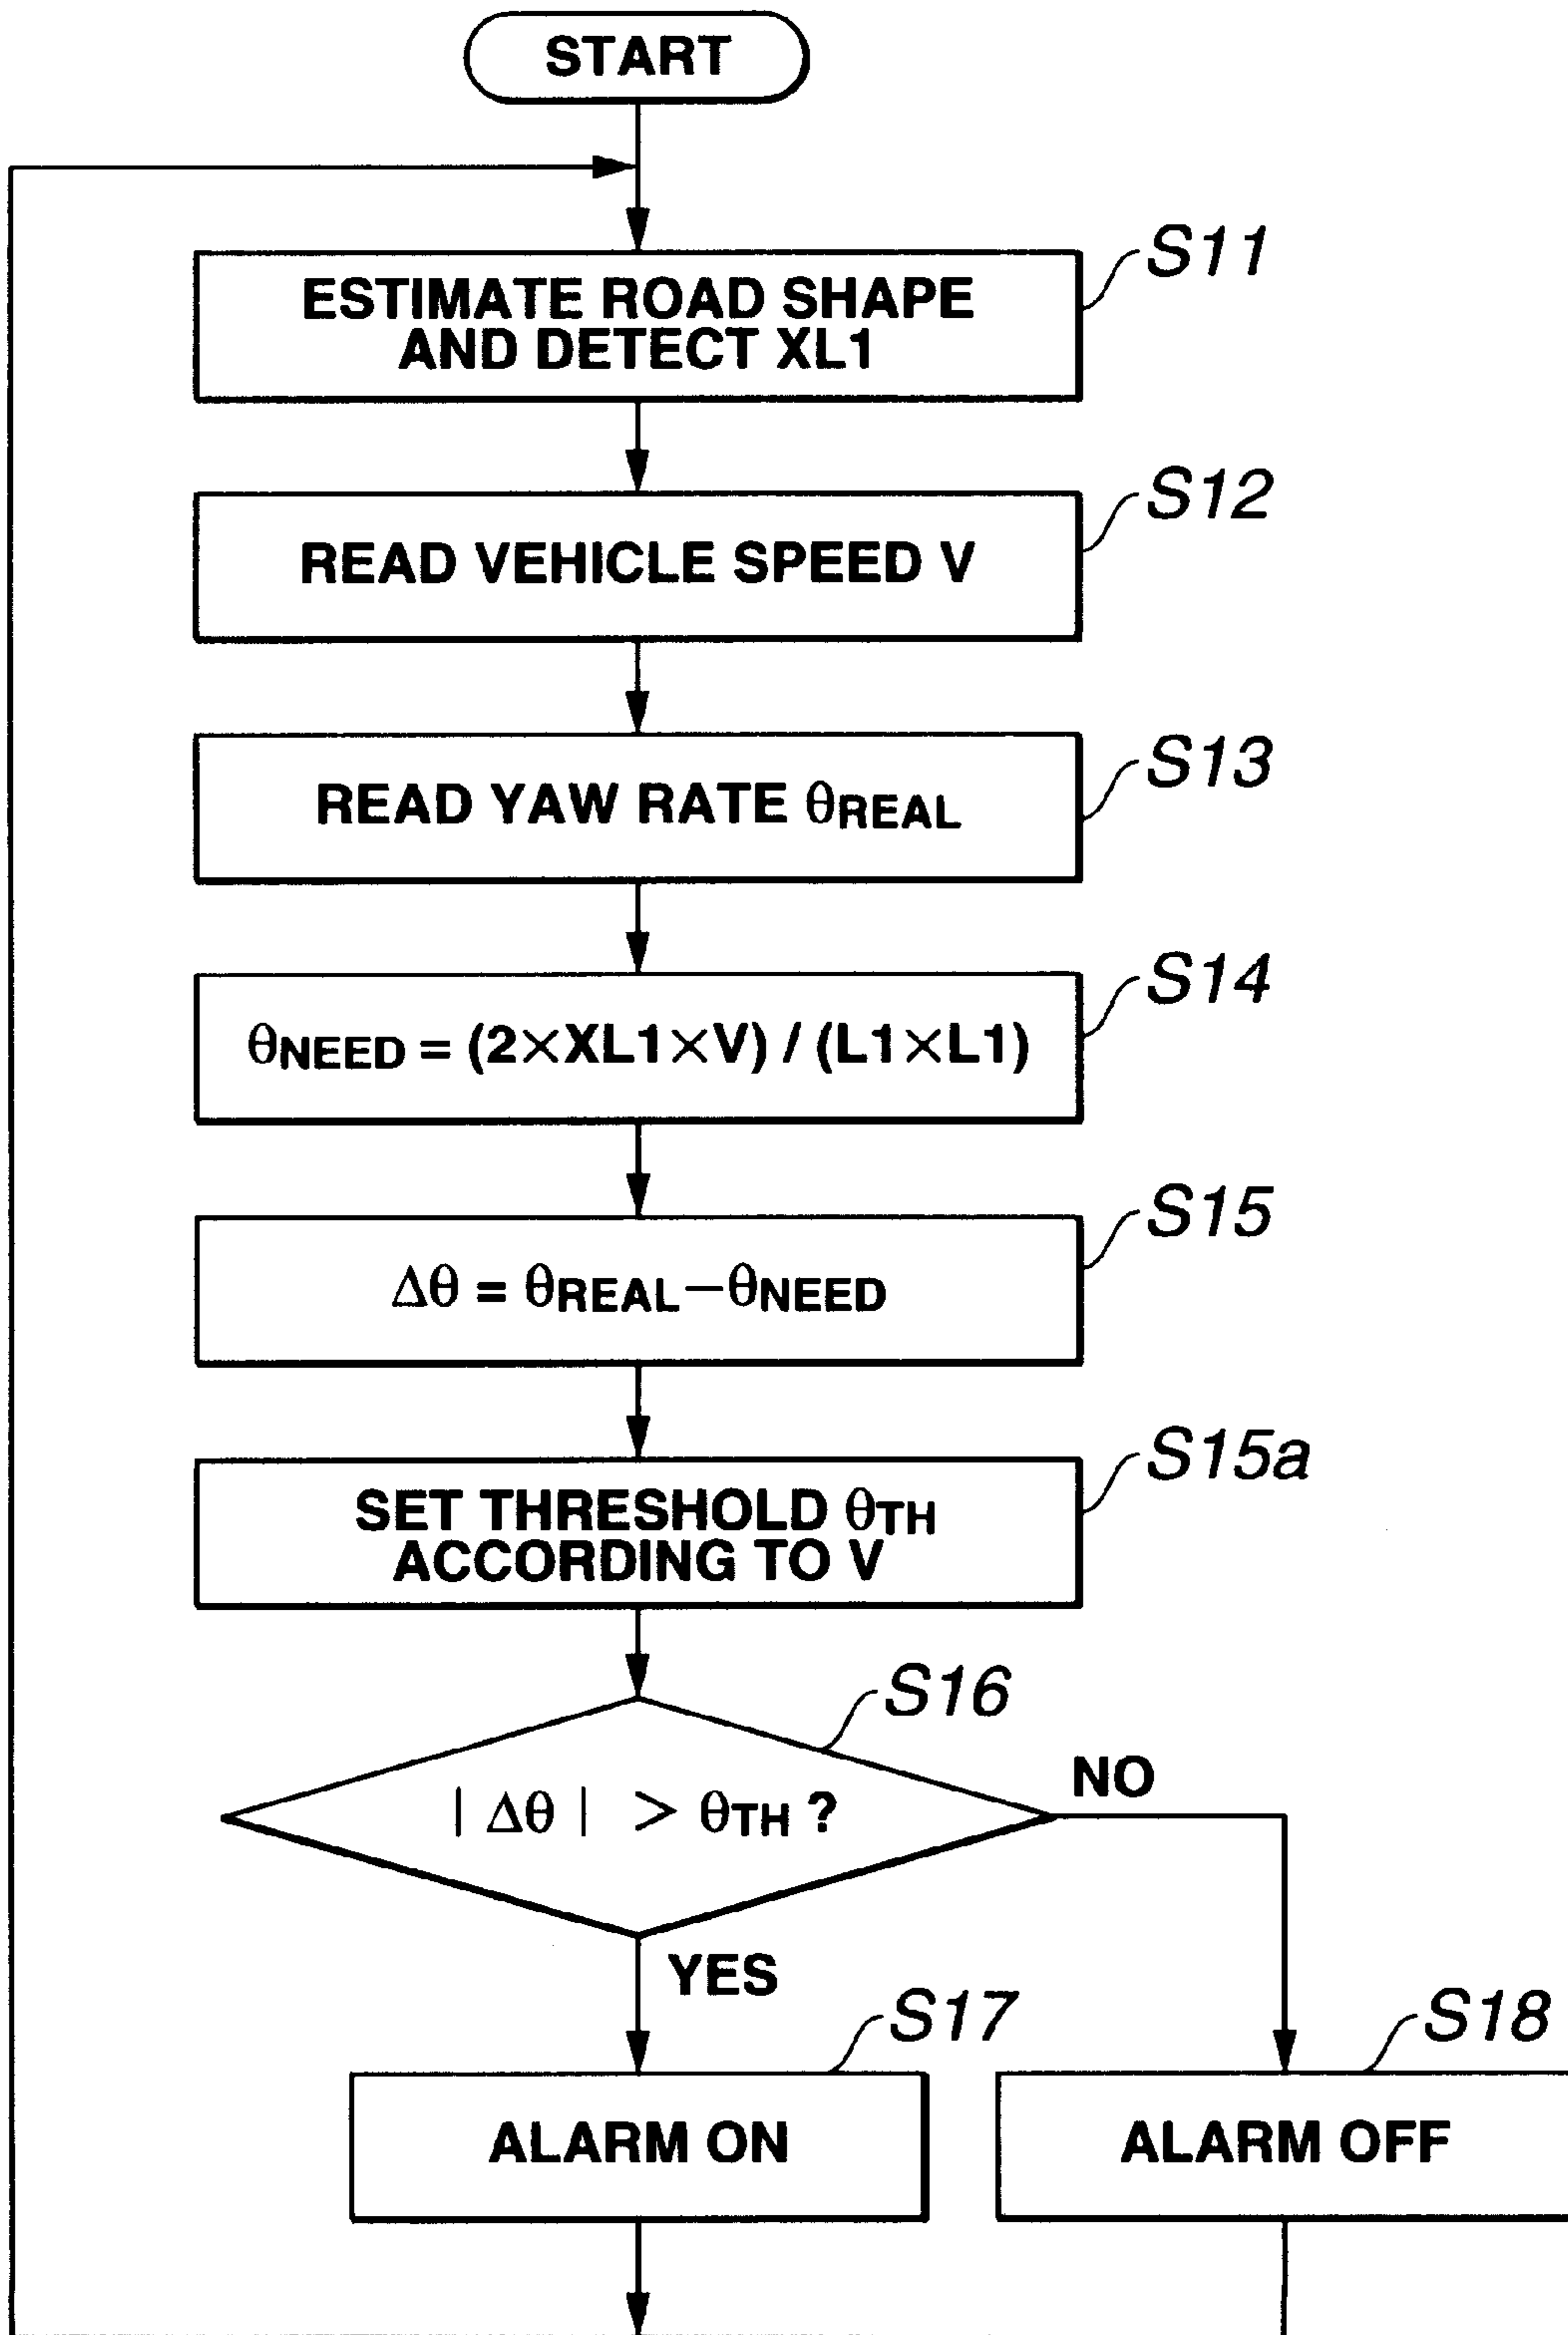 START
S11
ESTIMATE ROAD SHAPE
AND DETECT XL1
S12
READ VEHICLE SPEED V
S13
READ YAW RATE θREAL
S14
θNEED = (2×XL1×V) / (L1×L1)
S15
Δθ = θREAL−θNEED
S15a
SET THRESHOLD θTH
ACCORDING TO V
S16
| Δθ | > θTH ?
NO
YES
S17
S18
ALARM ON
ALARM OFF